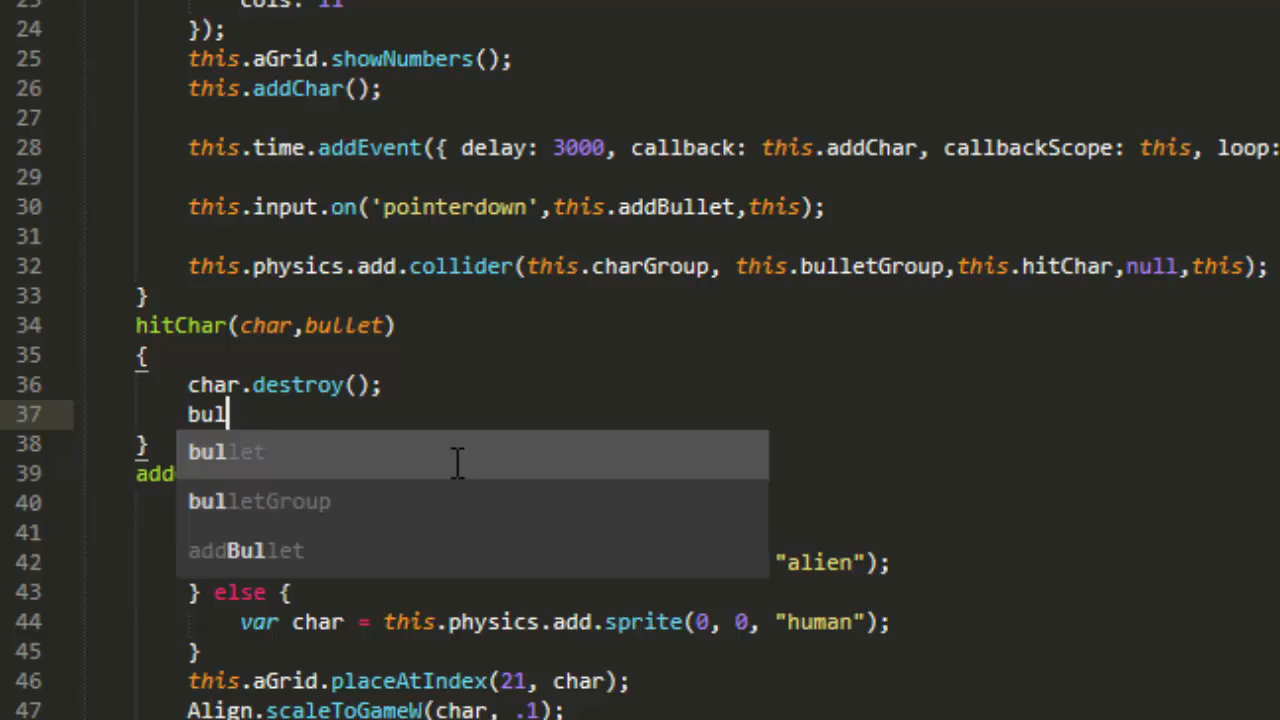 23 cols: 11
24 });
25 this.aGrid.showNumbers();
26 this.addChar();
27
28 this.time.addEvent({ delay: 3000, callback: this.addChar, callbackScope: this, loop:
29
30 this.input.on('pointerdown',this.addBullet,this);
31
32 this.physics.add.collider(this.charGroup, this.bulletGroup,this.hitChar,null,this);
33 }
34 hitChar(char,bullet)
35 {
36 char.destroy();
37 bul
38 }
bullet
39 add
bulletGroup
40
41
addBullet
42 "alien");
43 } else {
44 var char = this.physics.add.sprite(0, 0, "human");
45 }
46 this.aGrid.placeAtIndex(21, char);
47 Align.scaleToGameW(char, .1);